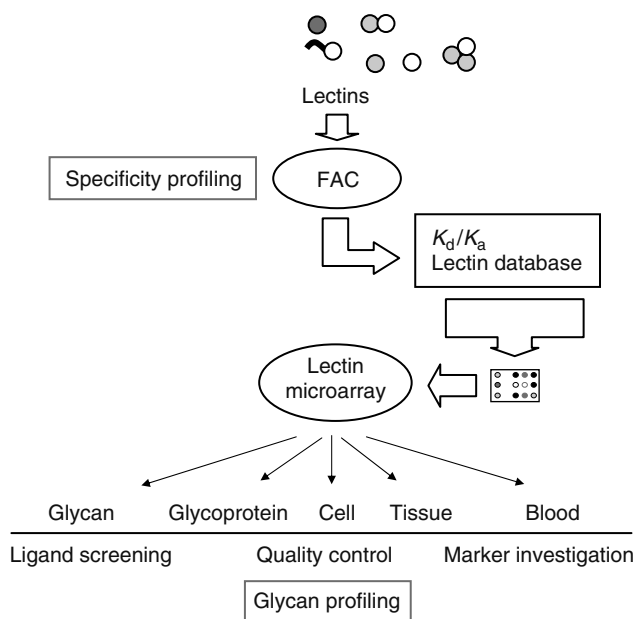 Lectins
Specificity profiling
FAC
Kd/Ka
Lectin database
Lectin
microarray
Glycan Glycoprotein Cell Tissue Blood
Ligand screening Quality control Marker investigation
Glycan profiling